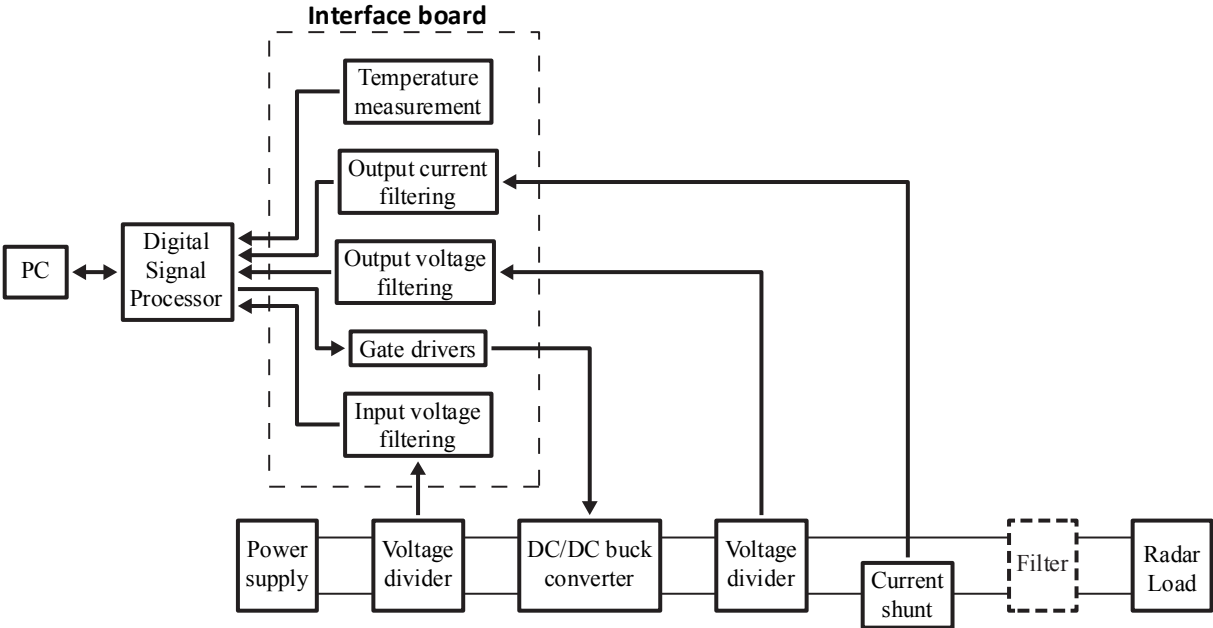 Interface board
Temperature
measurement
Output current
filtering
Output voltage
filtering
Gate drivers
Input voltage
filtering
PC
Digital
Signal
Processor
Power
supply
Voltage
divider
DC/DC buck
converter
Voltage
divider
Current
shunt
Filter
Radar
Load